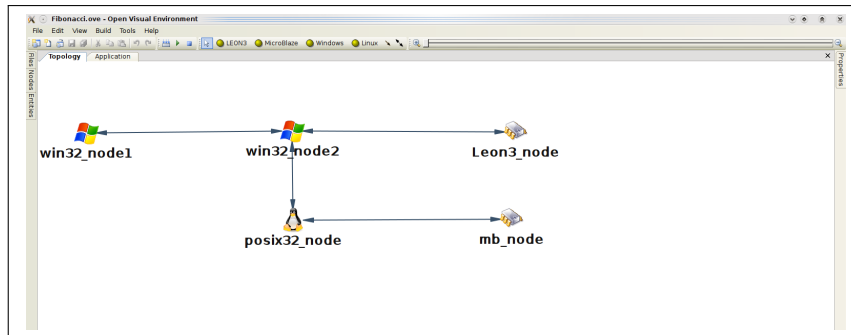 Fibonacci.ove - Open Visual Environment
File Edit View Build Tools Help
LEON3 MicroBlaze Windows Linux
Topology Application
Files Nodes Entities
Properties
win32_node1 win32_node2 Leon3_node
posix32_node mb_node